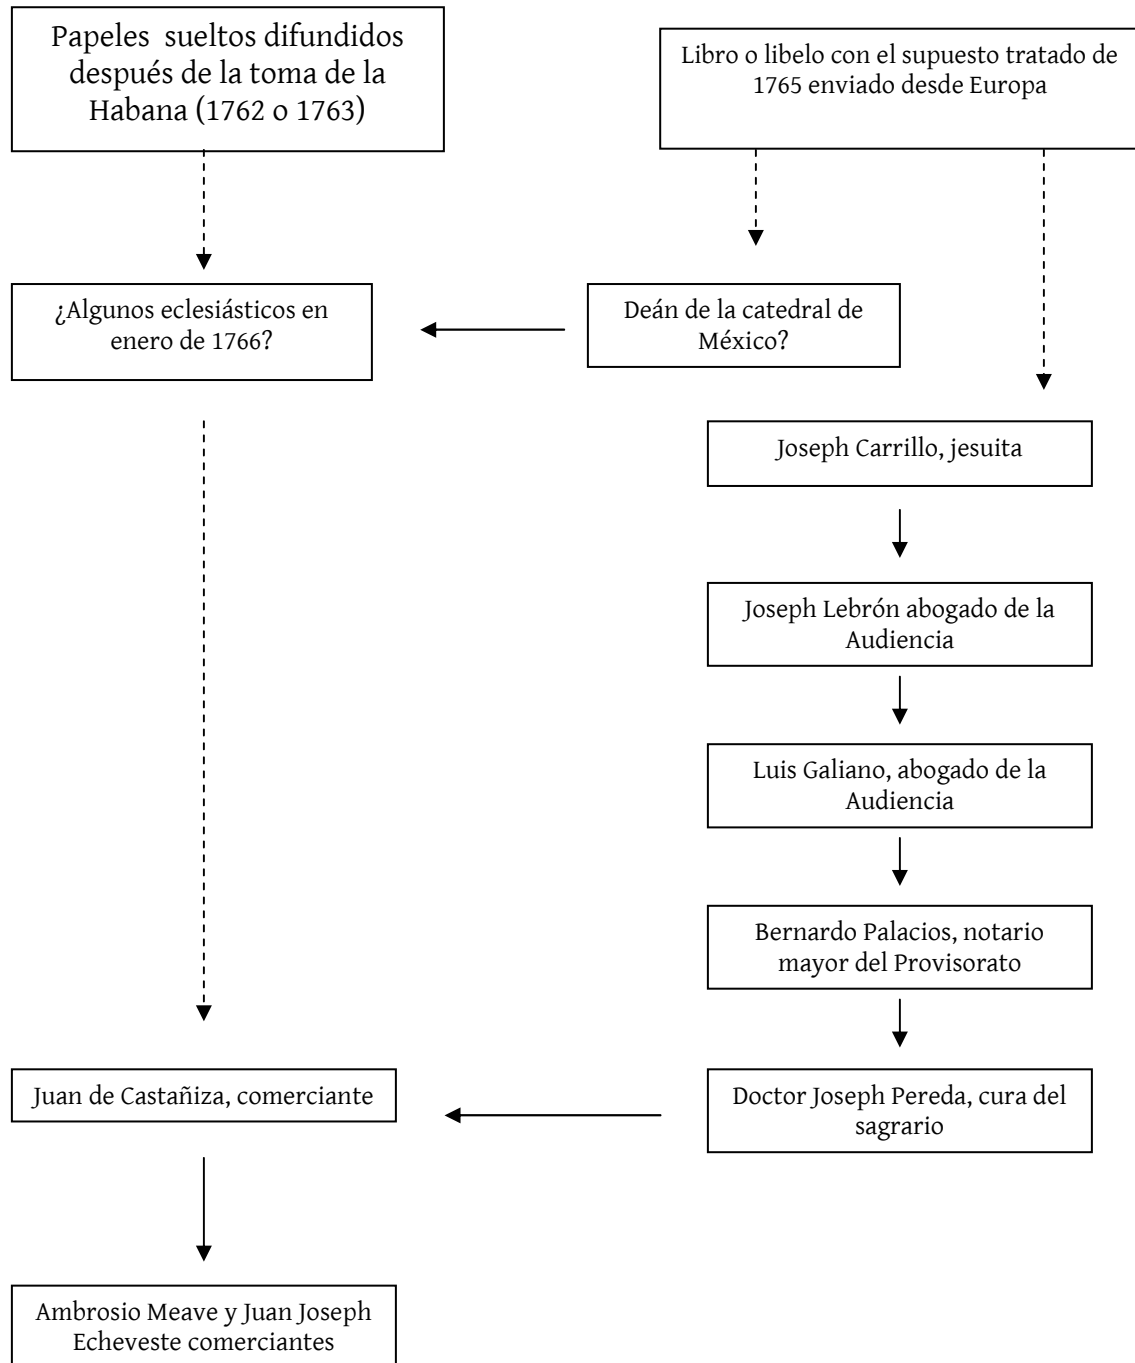 Papeles sueltos difundidos
después de la toma de la
Habana (1762 o 1763)
Libro o libelo con el supuesto tratado de
1765 enviado desde Europa
¿Algunos eclesiásticos en
enero de 1766?
Deán de la catedral de
México?
Joseph Carrillo, jesuita
Joseph Lebrón abogado de la
Audiencia
Luis Galiano, abogado de la
Audiencia
Bernardo Palacios, notario
mayor del Provisorato
Juan de Castañiza, comerciante
Doctor Joseph Pereda, cura del
sagrario
Ambrosio Meave y Juan Joseph
Echeveste comerciantes